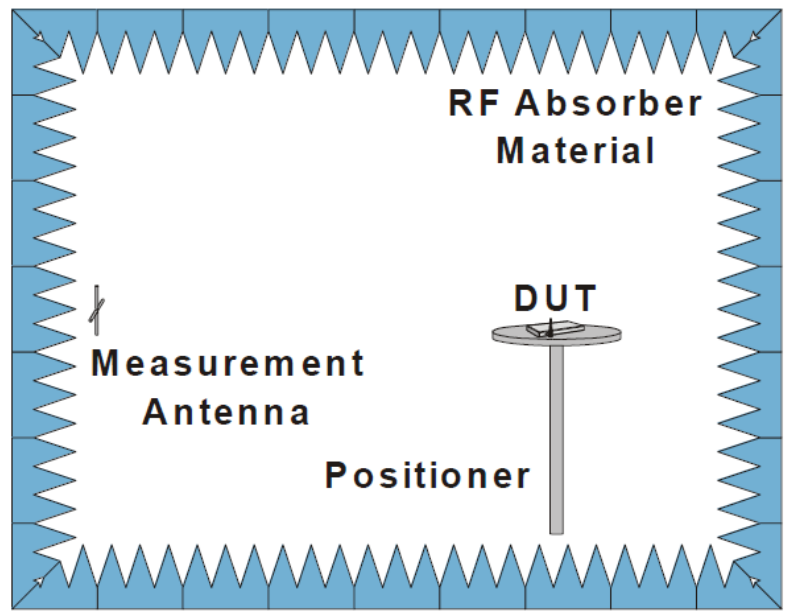 RF Absorber
Material
DUT
Measurement
Antenna
Positioner